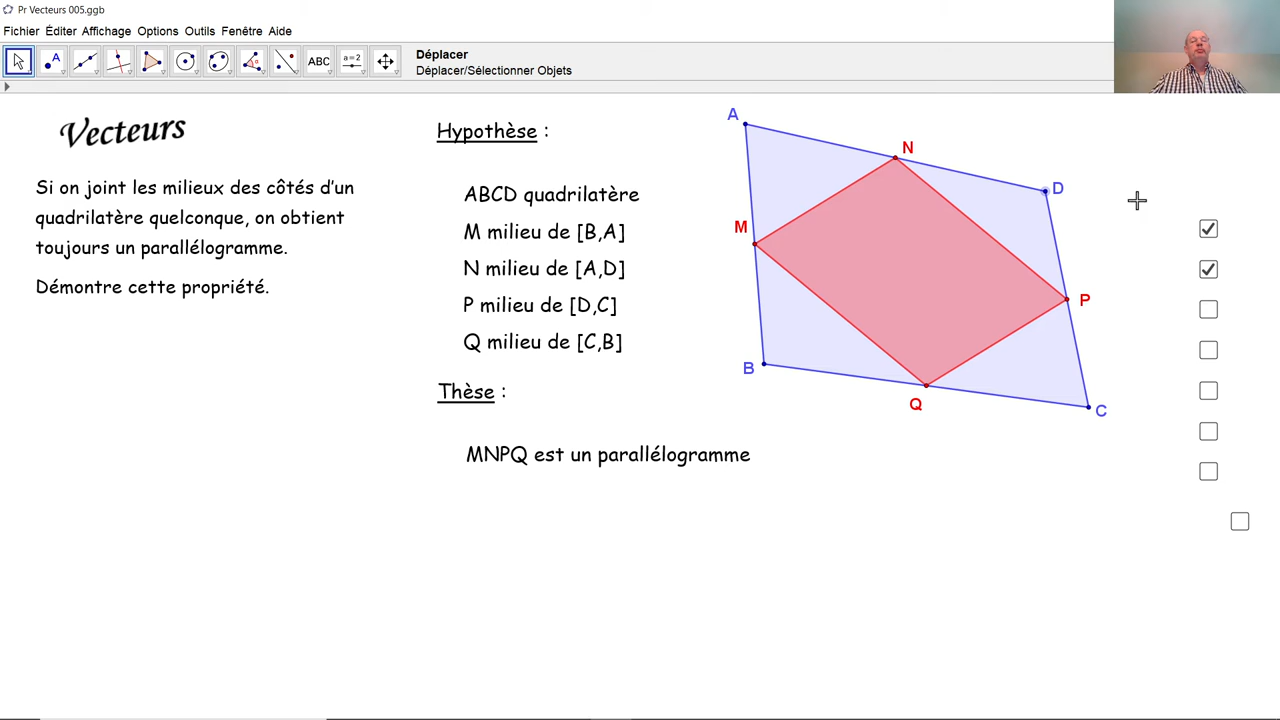 Pr Vecteurs 005.ggb
Fichier Éditer Affichage Options Outils Fenêtre Aide
A
ABC
a=2
Déplacer
Déplacer/Sélectionner Objets
Vecteurs
Si on joint les milieux des côtés d'un
quadrilatère quelconque, on obtient
toujours un parallélogramme.
Démontre cette propriété.
Hypothèse :
ABCD quadrilatère
M milieu de [B,A]
N milieu de [A,D]
P milieu de [D,C]
Q milieu de [C,B]
Thèse :
MNPQ est un parallélogramme
A
N
D
M
P
B
Q
C